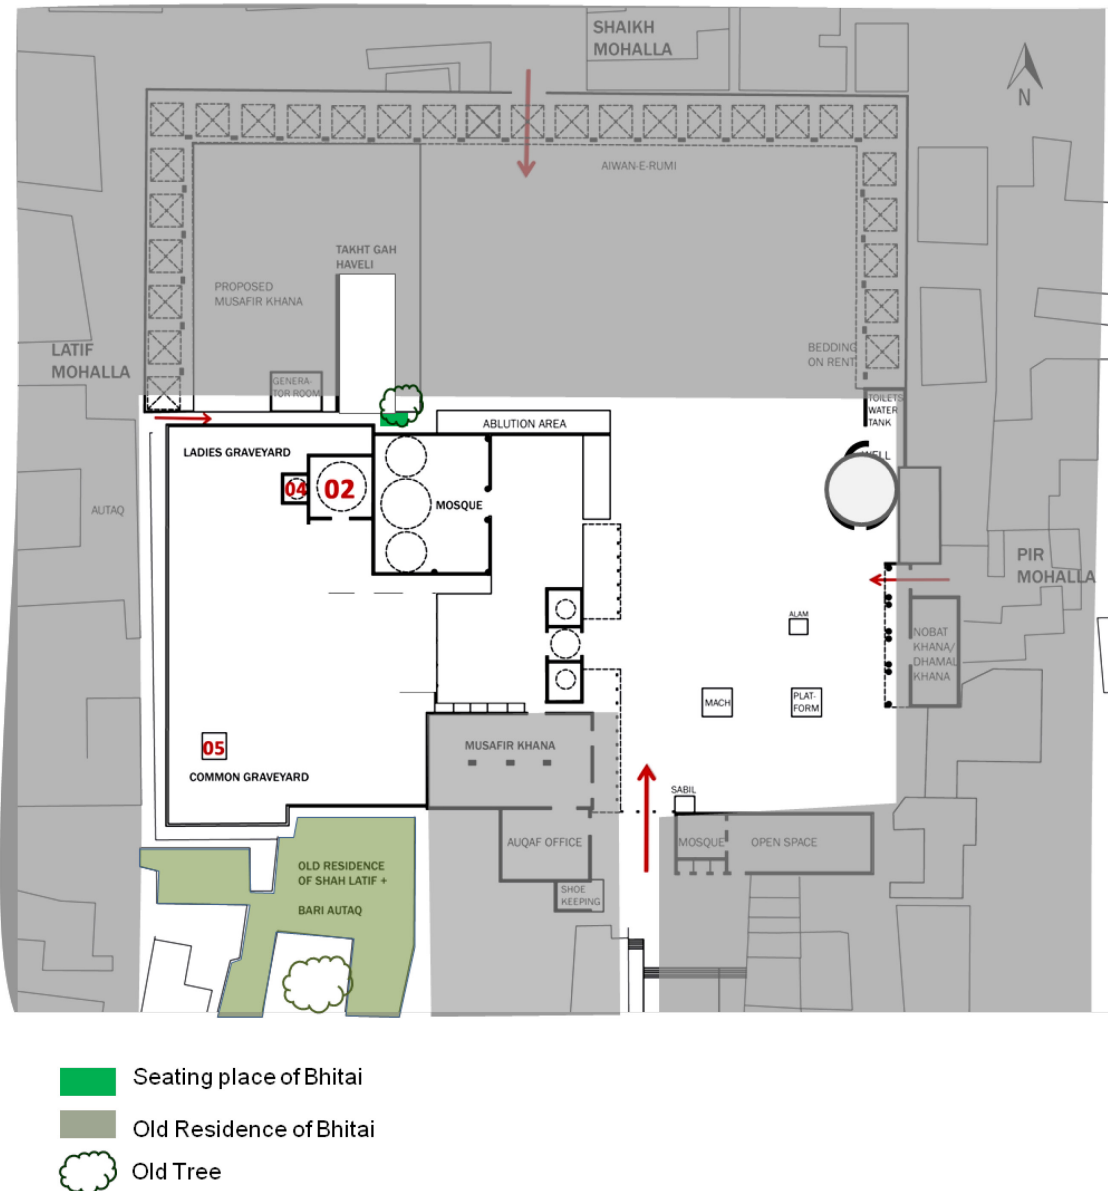 SHAIKH
MOHALLA
N
AIWAN-E-RUMI
TAKHT GAH
HAVELI
PROPOSED
MUSAFIR KHANA
LATIF
MOHALLA
BEDDING
ON RENT
GENERA-
TOR ROOM
TOILETS
WATER
TANK
ABLUTION AREA
LADIES GRAVEYARD
WELL
04
02
MOSQUE
AUTAQ
PIR
MOHALLA
ALAM
NOBAT
KHANA/
DHAMAL
KHANA
MACH
PLAT-
FORM
05
MUSAFIR KHANA
COMMON GRAVEYARD
SABIL
AUQAF OFFICE
MOSQUE
OPEN SPACE
OLD RESIDENCE
OF SHAH LATIF +
BARI AUTAQ
SHOE
KEEPING
Seating place of Bhitai
Old Residence of Bhitai
Old Tree